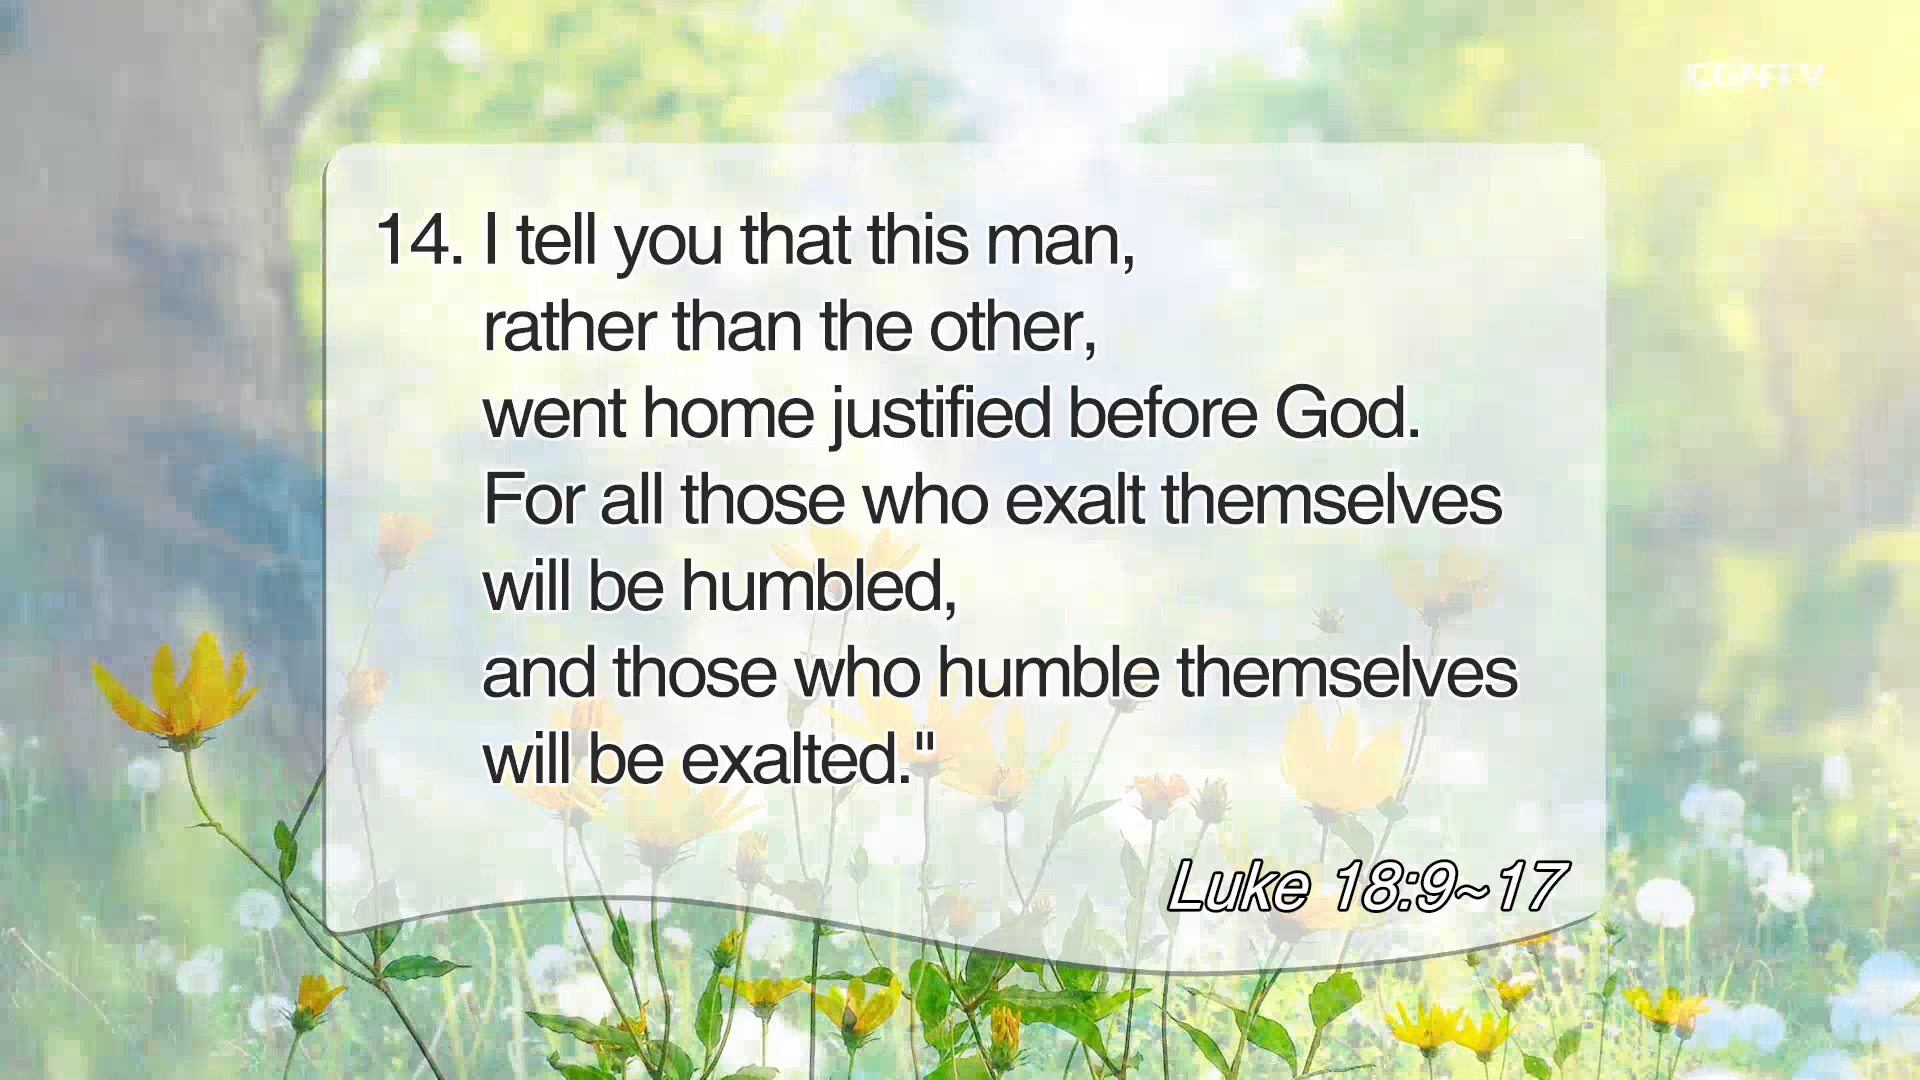 CGNTV
14. I tell you that this man,
rather than the other,
went home justified before God.
For all those who exalt themselves
will be humbled,
and those who humble themselves
will be exalted."
Luke 18:9~17